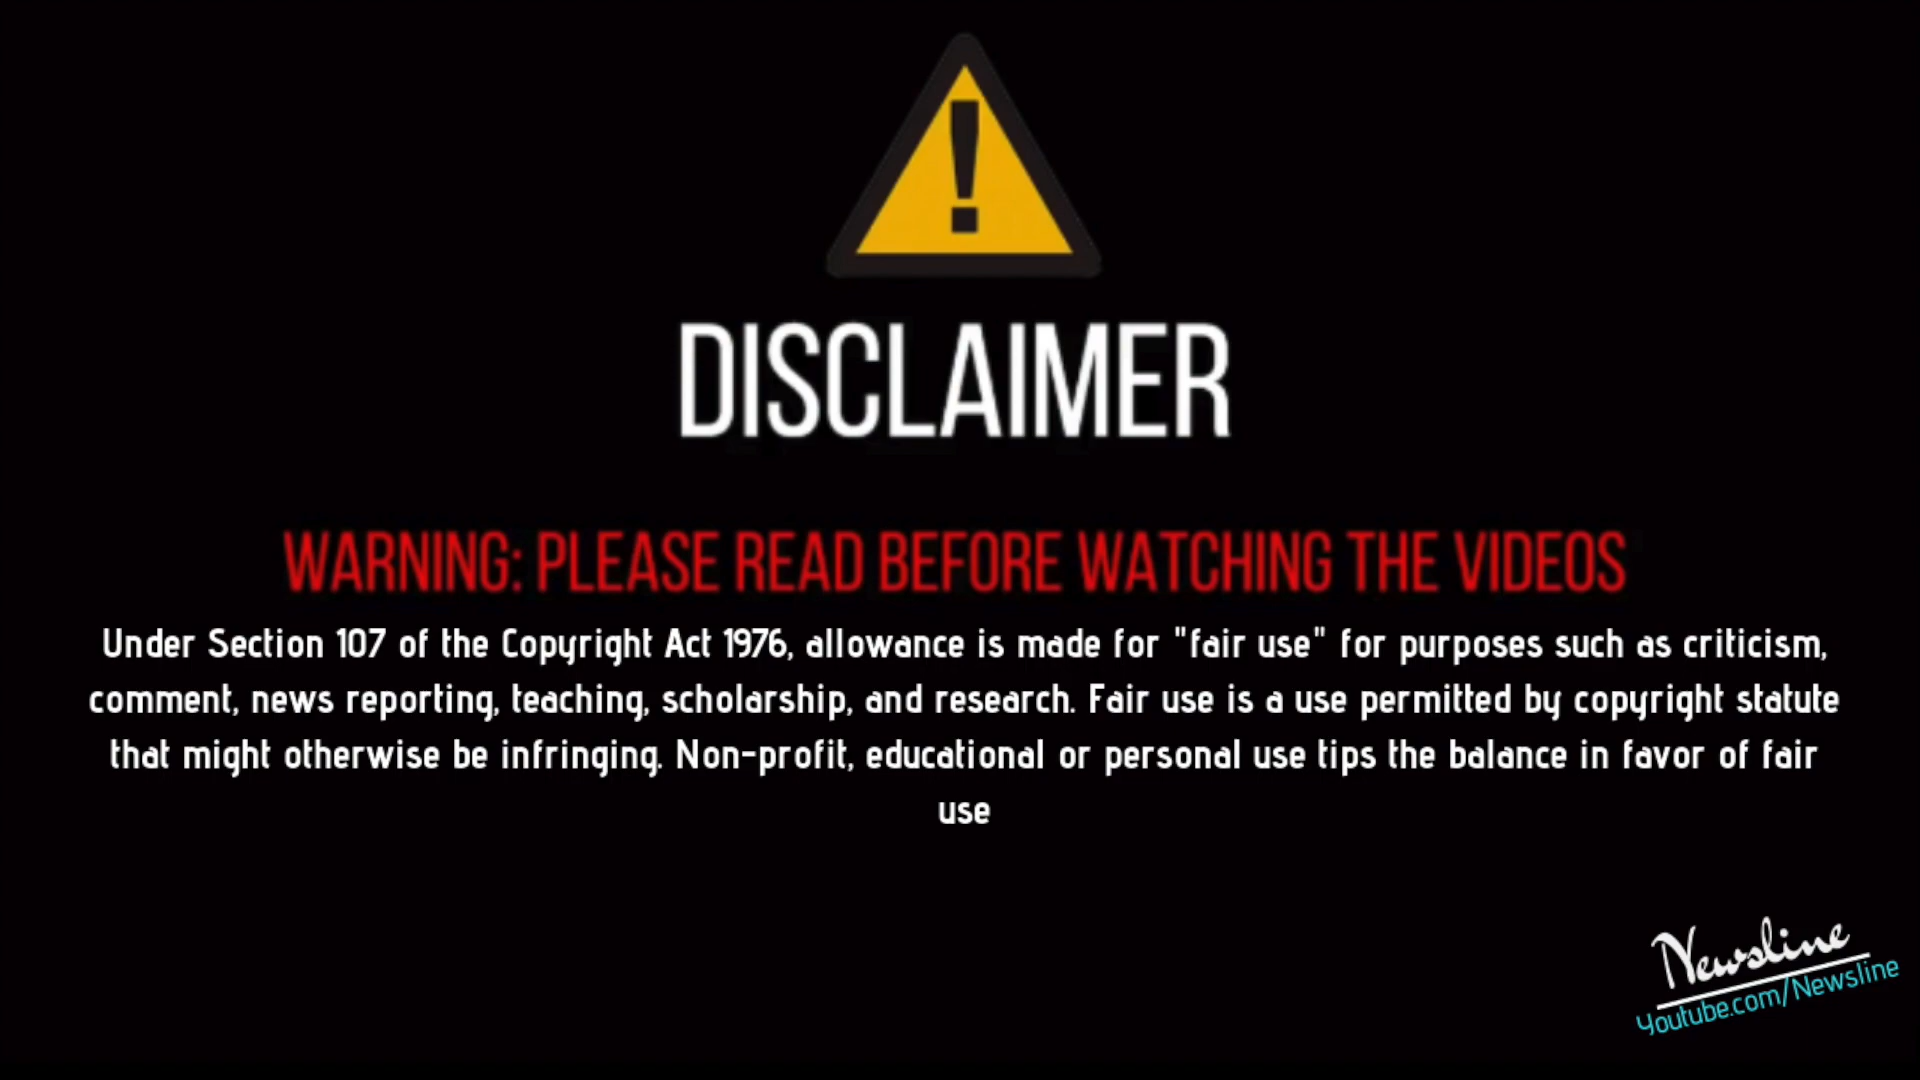 !
DISCLAIMER
WARNING: PLEASE READ BEFORE WATCHING THE VIDEOS
Under Section 107 of the Copyright Act 1976, allowance is made for "fair use" for purposes such as criticism,
comment, news reporting, teaching, scholarship, and research. Fair use is a use permitted by copyright statute
that might otherwise be infringing. Non-profit, educational or personal use tips the balance in favor of fair
use
Newsline
Youtube.com/Newsline